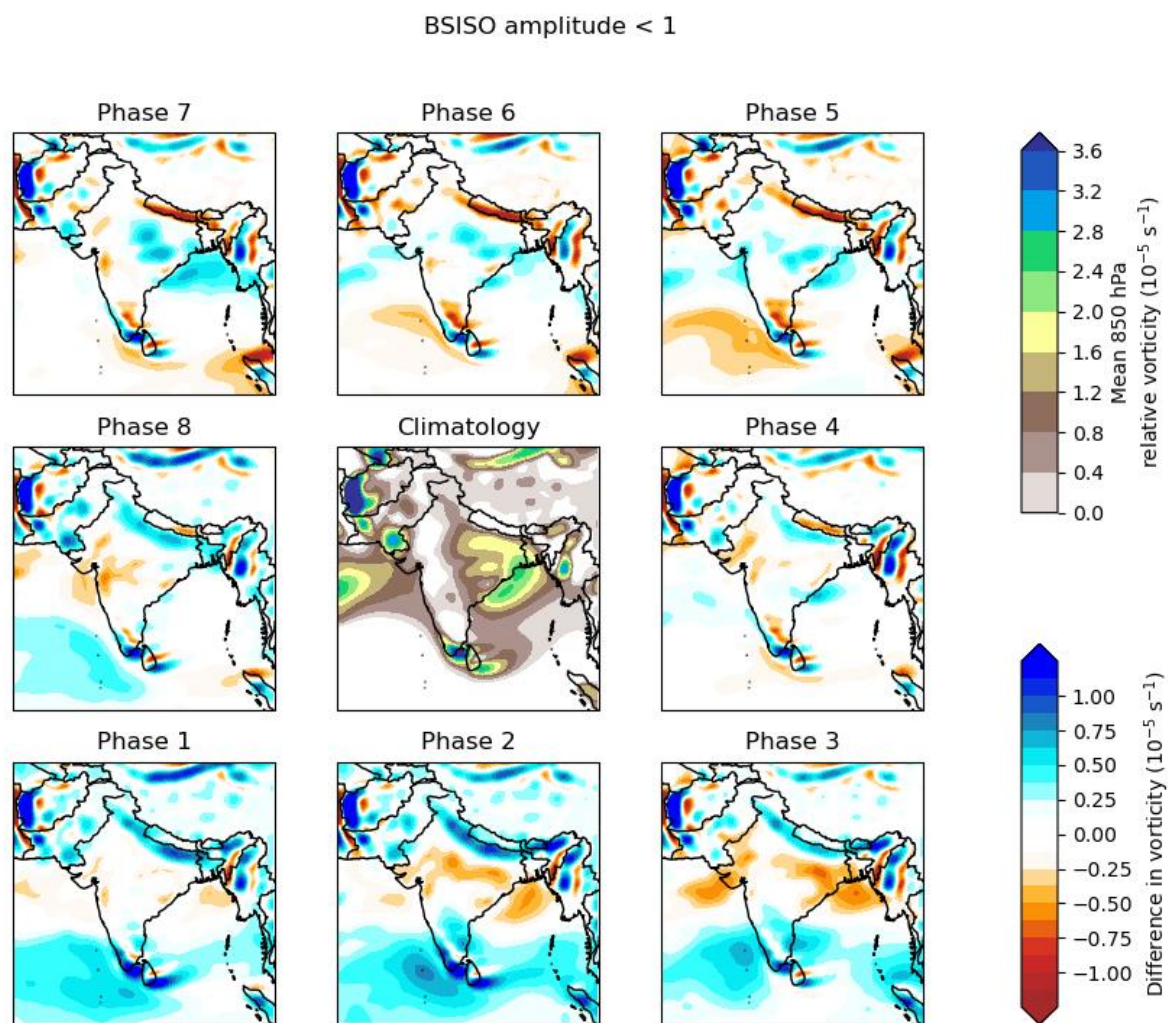 BSISO amplitude < 1
Phase 7
Phase 6
Phase 5
Phase 8
Climatology
Phase 4
Phase 1
Phase 2
Phase 3
3.6
3.2
2.8
2.4
2.0
1.6
1.2
0.8
0.4
0.0
Mean 850 hPa
relative vorticity (10⁻⁵ s⁻¹)
1.00
0.75
0.50
0.25
0.00
−0.25
−0.50
−0.75
−1.00
Difference in vorticity (10⁻⁵ s⁻¹)